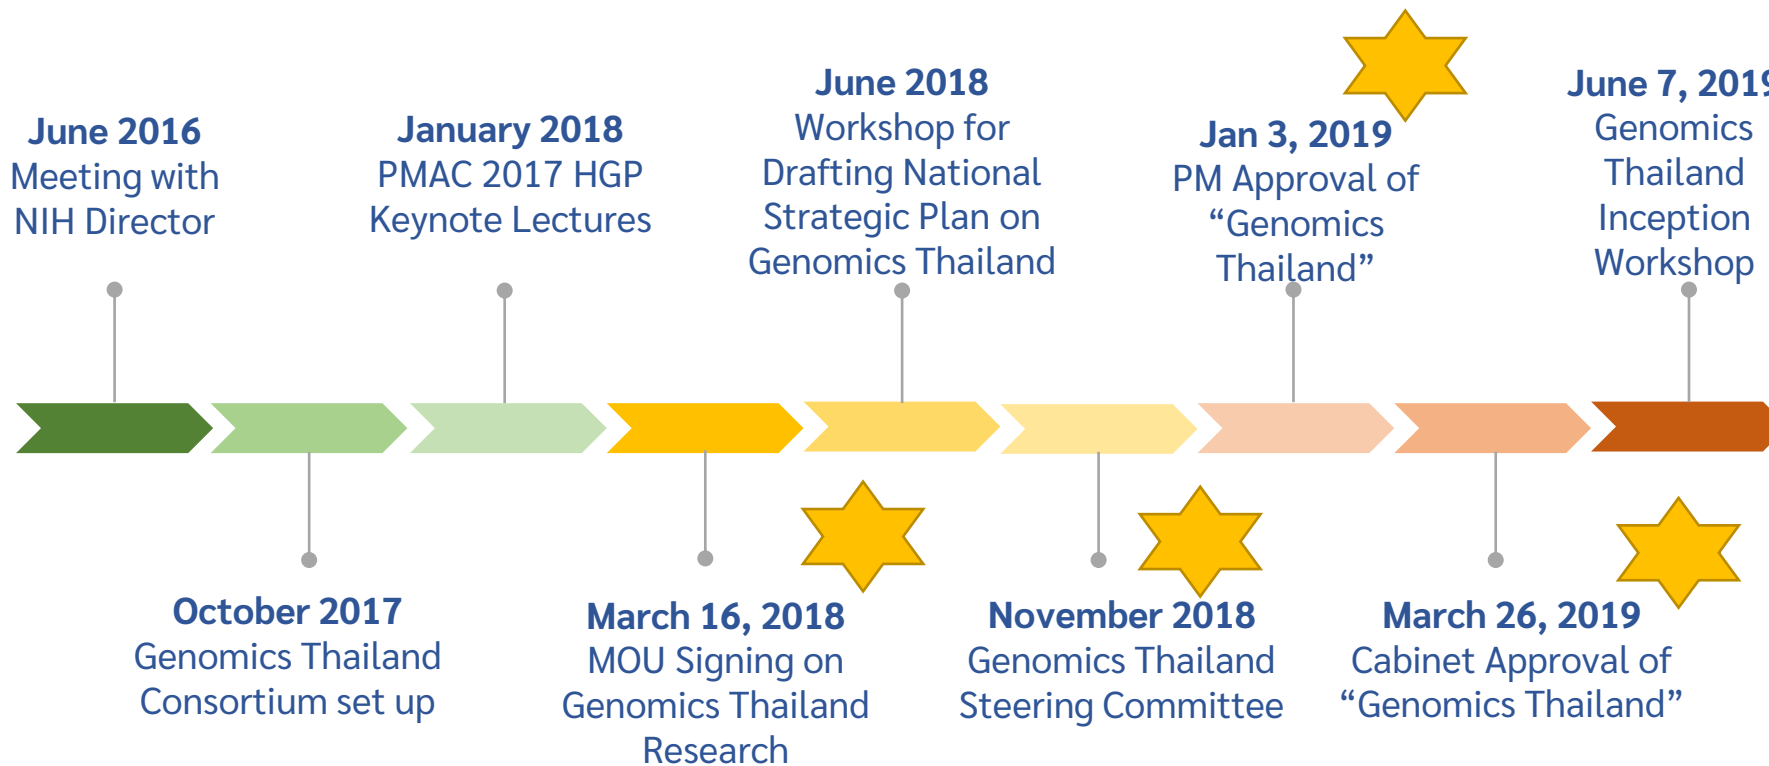 June 2016
Meeting with
NIH Director
January 2018
PMAC 2017 HGP
Keynote Lectures
June 2018
Workshop for
Drafting National
Strategic Plan on
Genomics Thailand
Jan 3, 2019
PM Approval of
“Genomics
Thailand”
June 7, 2019
Genomics
Thailand
Inception
Workshop
October 2017
Genomics Thailand
Consortium set up
March 16, 2018
MOU Signing on
Genomics Thailand
Research
November 2018
Genomics Thailand
Steering Committee
March 26, 2019
Cabinet Approval of
“Genomics Thailand”